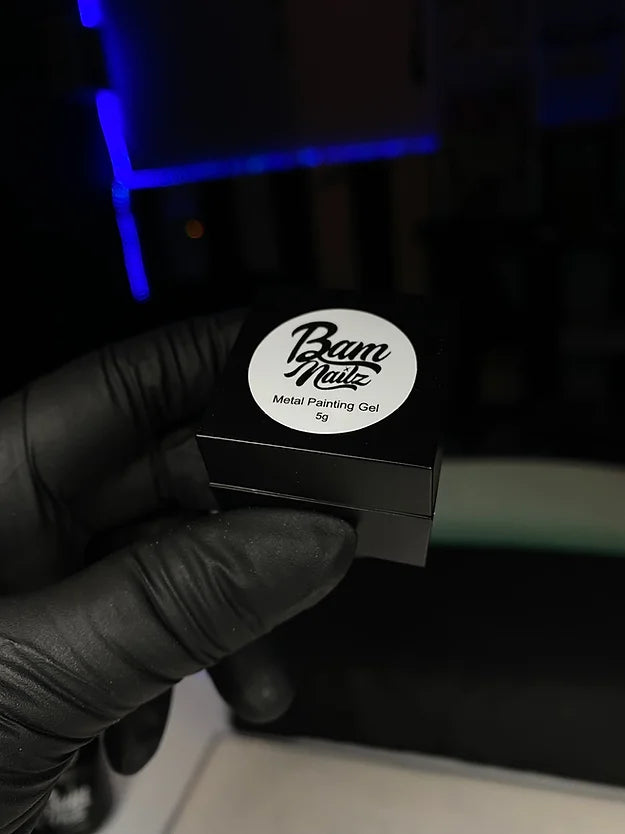 Bam
Nailz
Metal Painting Gel
5g